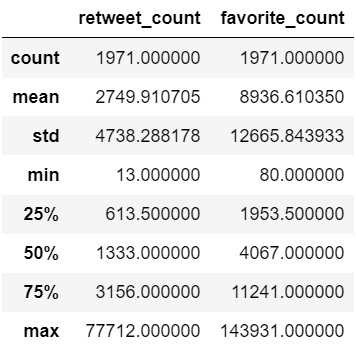 retweet_count favorite_count
count 1971.000000 1971.000000
mean 2749.910705 8936.610350
std 4738.288178 12665.843933
min 13.000000 80.000000
25% 613.500000 1953.500000
50% 1333.000000 4067.000000
75% 3156.000000 11241.000000
max 77712.000000 143931.000000